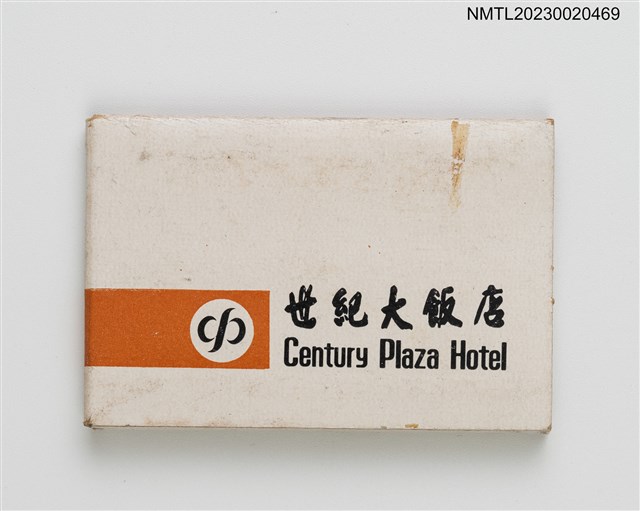 NMTL20230020469
世紀大飯店
Century Plaza Hotel